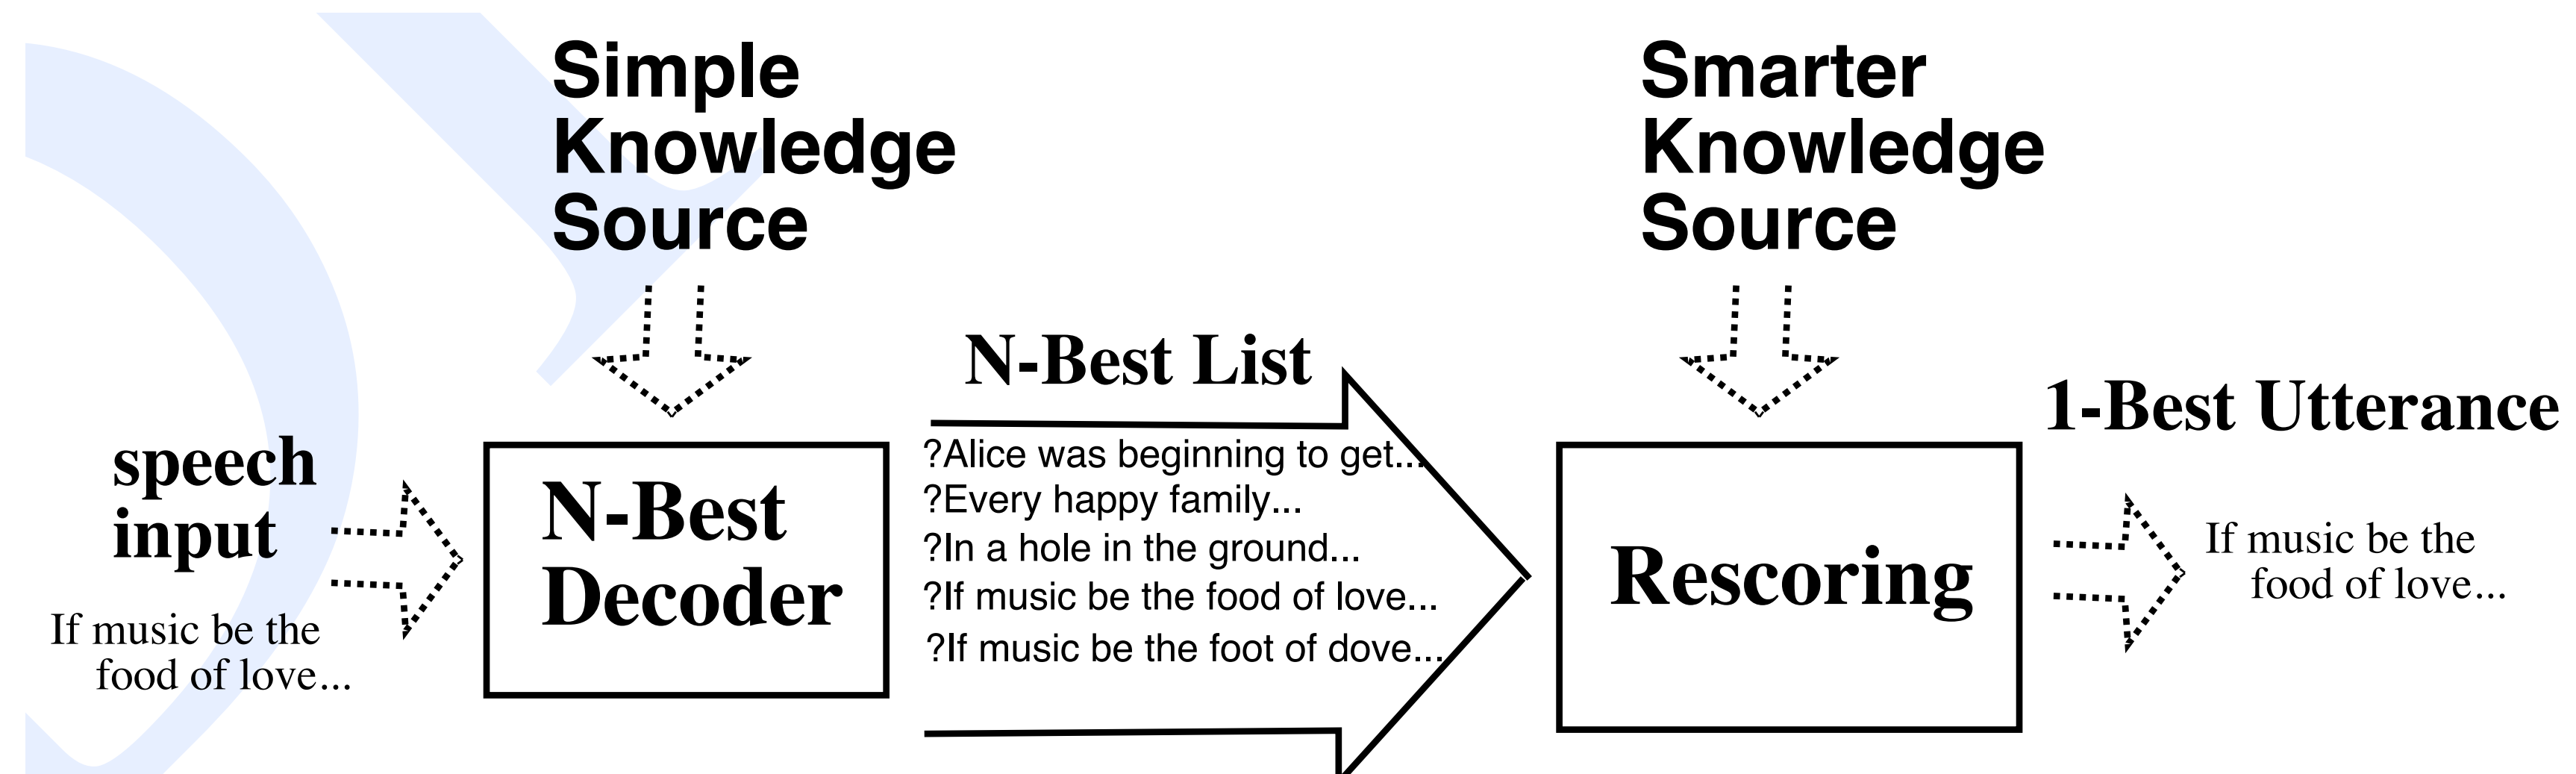 Simple
Knowledge
Source
Smarter
Knowledge
Source
N-Best List
1-Best Utterance
speech
input
If music be the
food of love...
N-Best
Decoder
?Alice was beginning to get...
?Every happy family...
?In a hole in the ground...
?If music be the food of love...
?If music be the foot of dove...
Rescoring
If music be the
food of love...